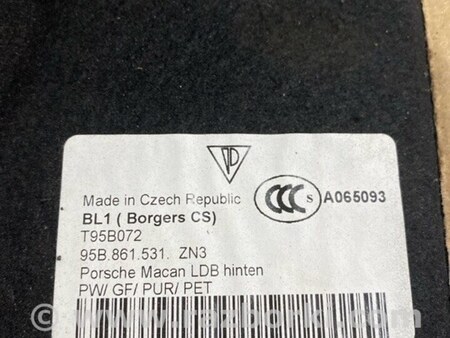 Made in Czech Republic
CCC S A065093
BL1 ( Borgers CS)
T95B072
95B.861.531. ZN3
Porsche Macan LDB hinten
PW/ GF/ PUR/ PET